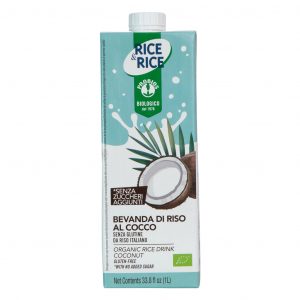 RICE
&
RICE
PROBIOS
BIOLOGICO
dal 1978
*SENZA
ZUCCHERI
AGGIUNTI
BEVANDA DI RISO
AL COCCO
SENZA GLUTINE
DA RISO ITALIANO
ORGANIC RICE DRINK
COCONUT
GLUTEN-FREE
*WITH NO ADDED SUGAR
Net Contents 33.8 fl oz (1L)